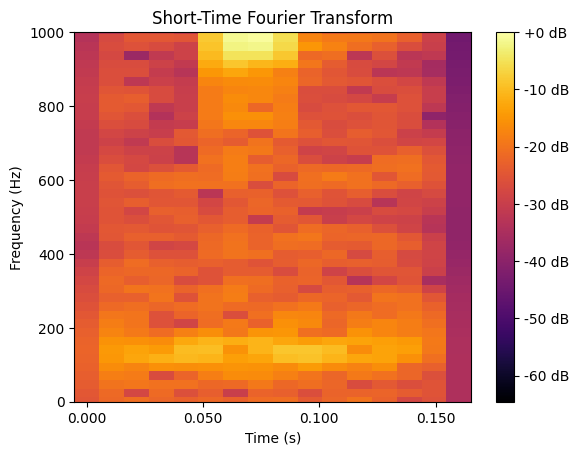 Short-Time Fourier Transform
1000
800
600
400
200
0
Frequency (Hz)
0.000
0.050
0.100
0.150
Time (s)
+0 dB
-10 dB
-20 dB
-30 dB
-40 dB
-50 dB
-60 dB